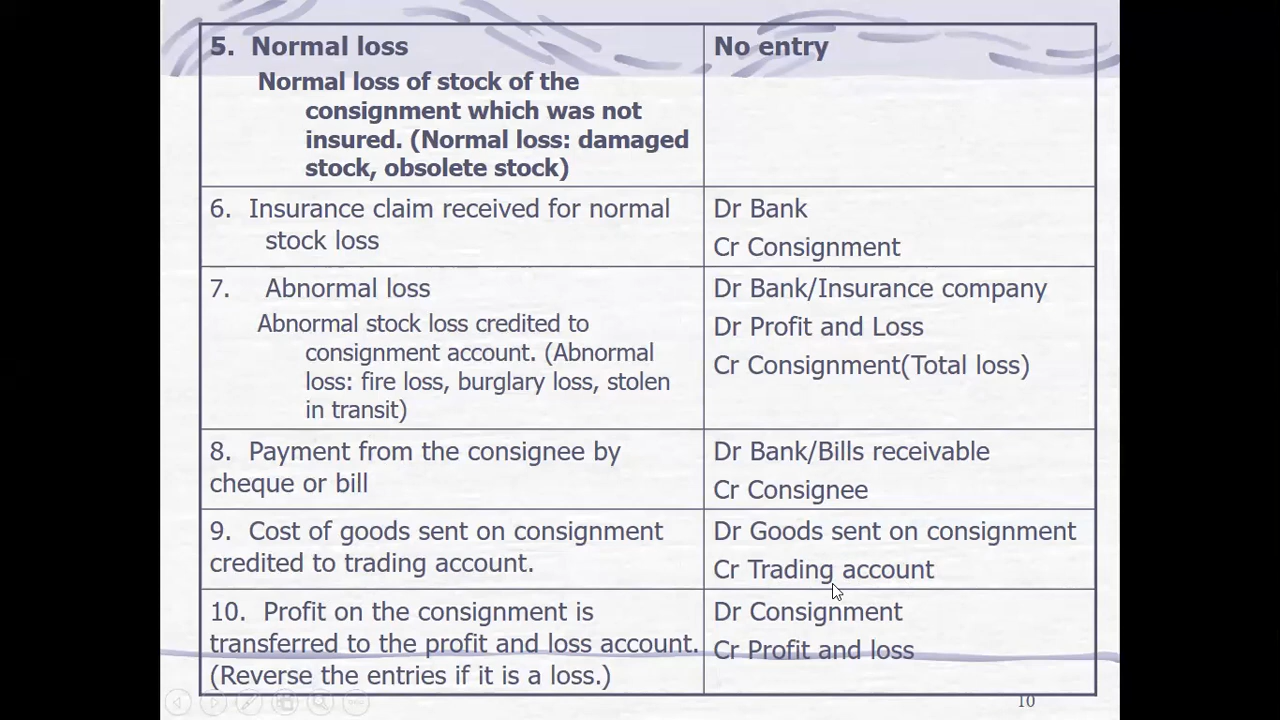 5. Normal loss
Normal loss of stock of the
consignment which was not
insured. (Normal loss: damaged
stock, obsolete stock)
No entry
6. Insurance claim received for normal
stock loss
Dr Bank
Cr Consignment
7. Abnormal loss
Abnormal stock loss credited to
consignment account. (Abnormal
loss: fire loss, burglary loss, stolen
in transit)
Dr Bank/Insurance company
Dr Profit and Loss
Cr Consignment(Total loss)
8. Payment from the consignee by
cheque or bill
Dr Bank/Bills receivable
Cr Consignee
9. Cost of goods sent on consignment
credited to trading account.
Dr Goods sent on consignment
Cr Trading account
10. Profit on the consignment is
transferred to the profit and loss account.
(Reverse the entries if it is a loss.)
Dr Consignment
Cr Profit and loss
10